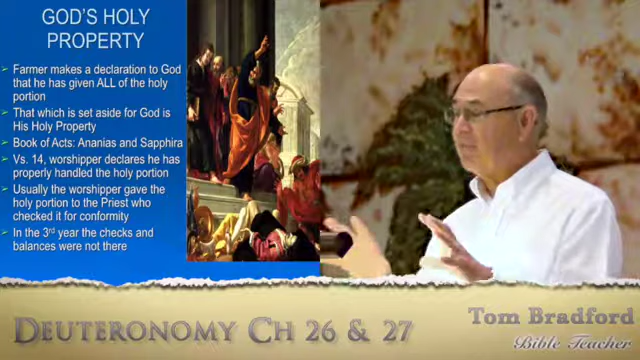 GOD'S HOLY
PROPERTY
Farmer makes a declaration to God
that he has given ALL of the holy
portion
That which is set aside for God is
His Holy Property
Book of Acts: Ananias and Sapphira
Vs. 14, worshipper declares he has
properly handled the holy portion
Usually the worshipper gave the
holy portion to the Priest who
checked it for conformity
In the 3rd year the checks and
balances were not there
DEUTERONOMY CH 26 & 27
Tom Bradford
Bible Teacher